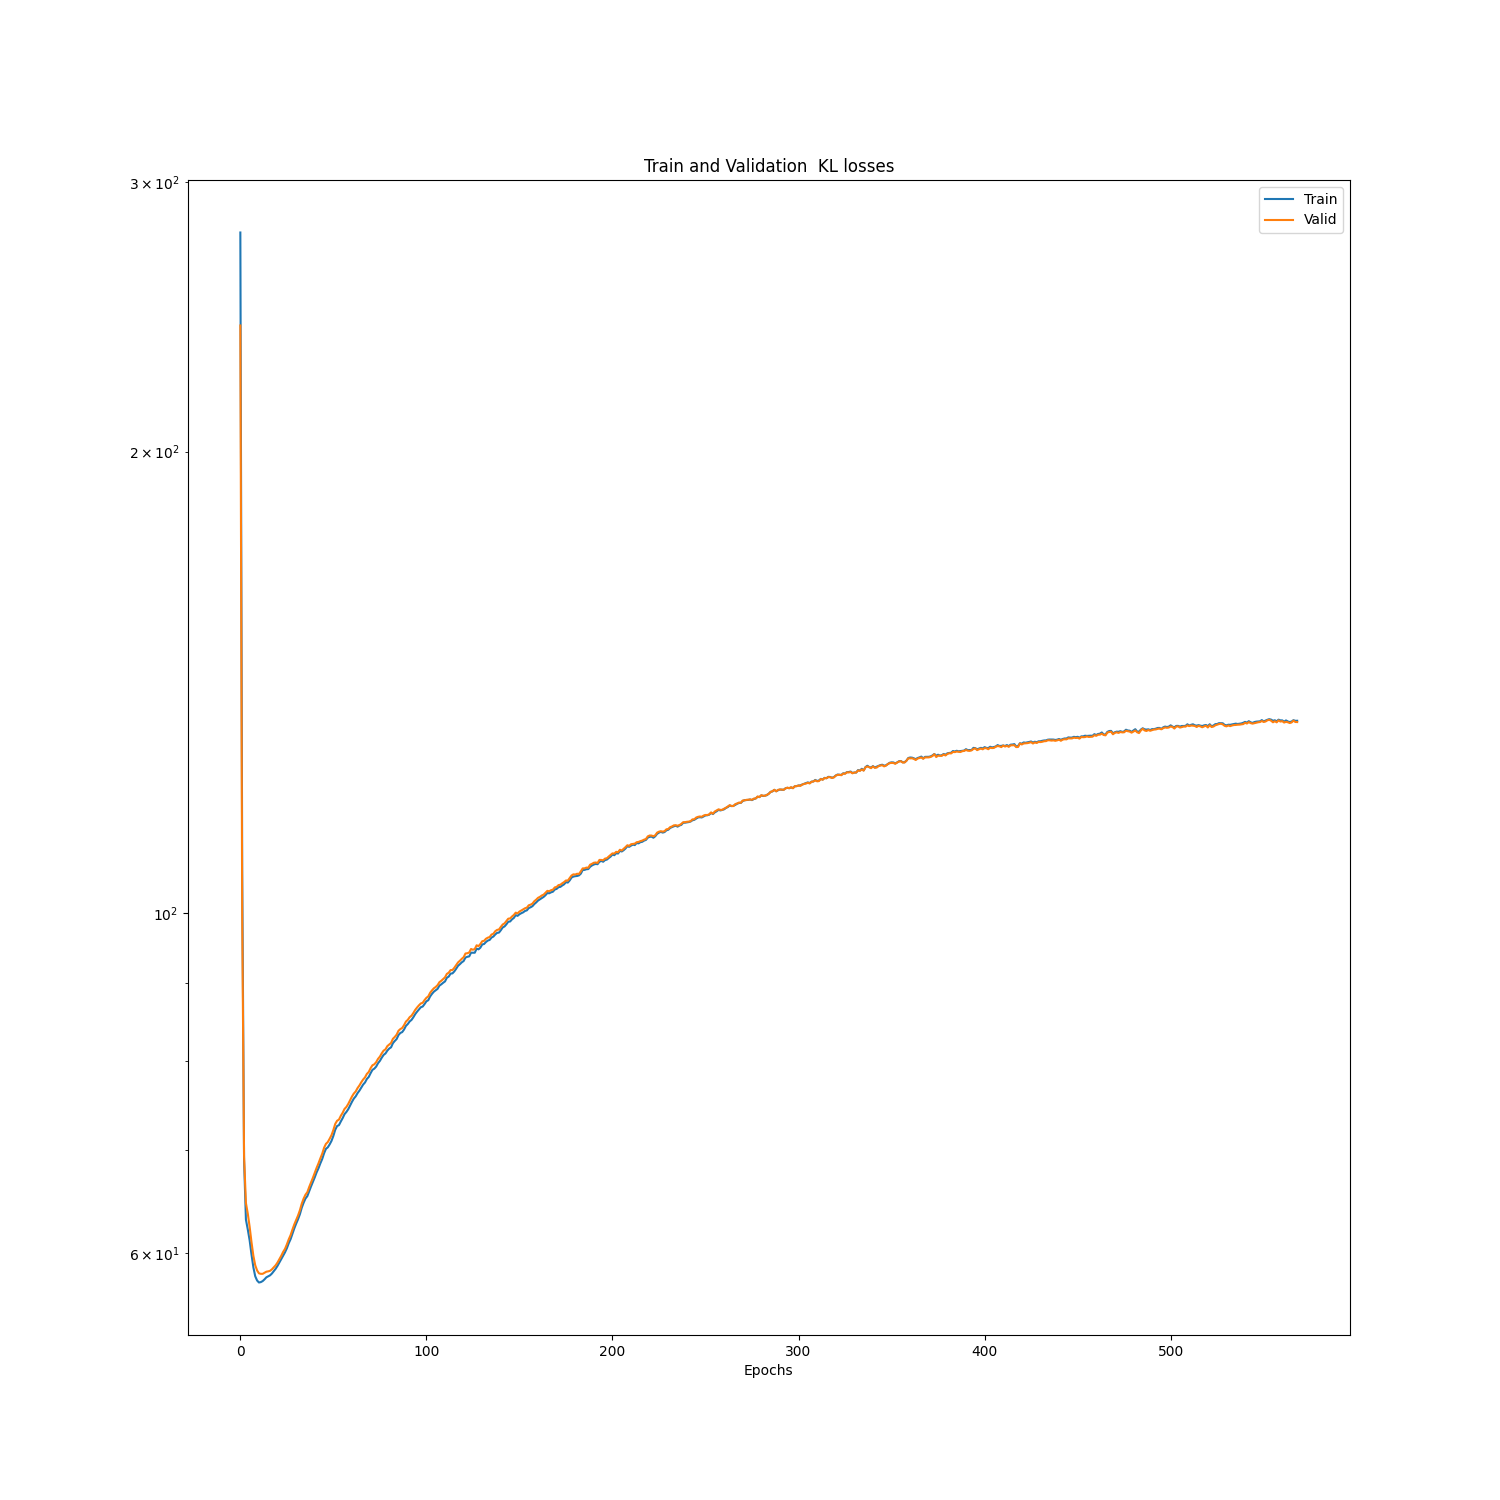 Train and Validation  KL losses
3 × 10²
Train
Valid
2 × 10²
10²
6 × 10¹
0 100 200 300 400 500
Epochs